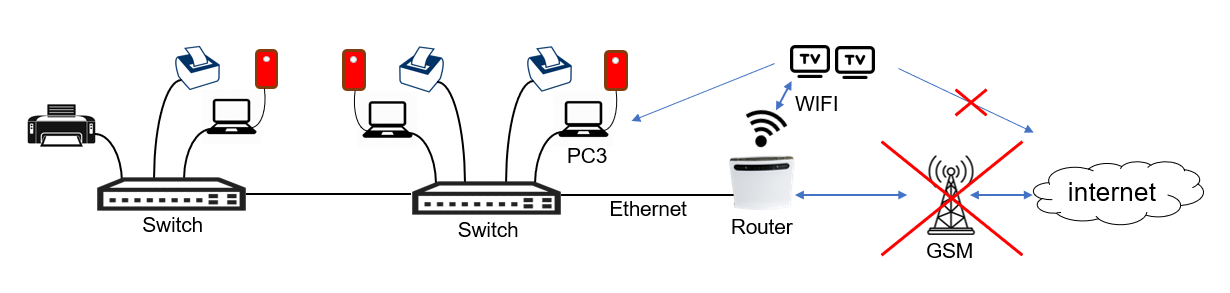 TV
TV
WIFI
PC3
Switch
Switch
Ethernet
Router
GSM
internet